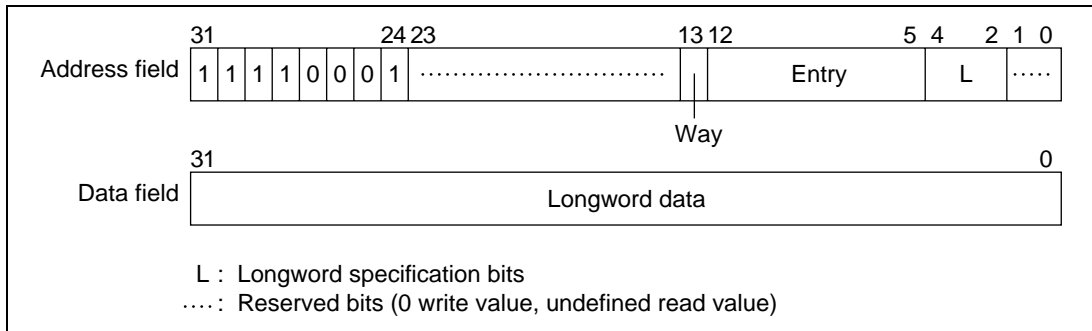 31 24 23 13 12 5 4 2 1 0
Address field 1 1 1 1 0 0 0 1 ............................ Entry L .....
Way
31 0
Data field Longword data
L : Longword specification bits
.... : Reserved bits (0 write value, undefined read value)